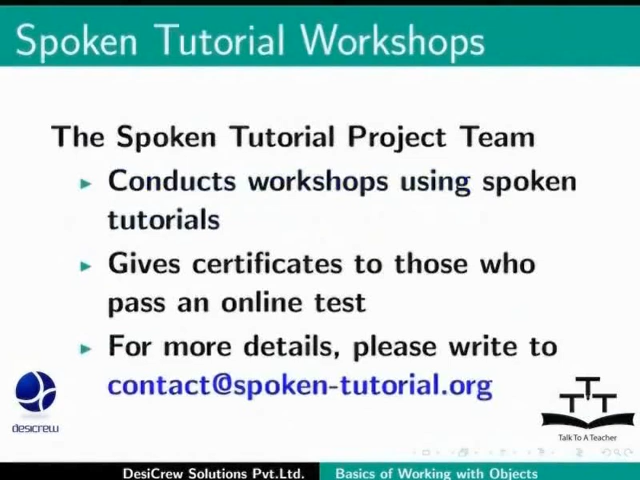 Spoken Tutorial Workshops
The Spoken Tutorial Project Team
Conducts workshops using spoken
tutorials
Gives certificates to those who
pass an online test
For more details, please write to
contact@spoken-tutorial.org
desicrew
TTT
Talk To A Teacher
DesiCrew Solutions Pvt.Ltd.
Basics of Working with Objects